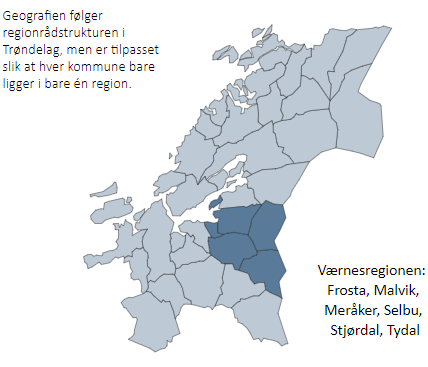 Geografien følger
regionrådstrukturen i
Trøndelag, men er tilpasset
slik at hver kommune bare
ligger i bare én region.
Værnesregionen:
Frosta, Malvik,
Meråker, Selbu,
Stjørdal, Tydal